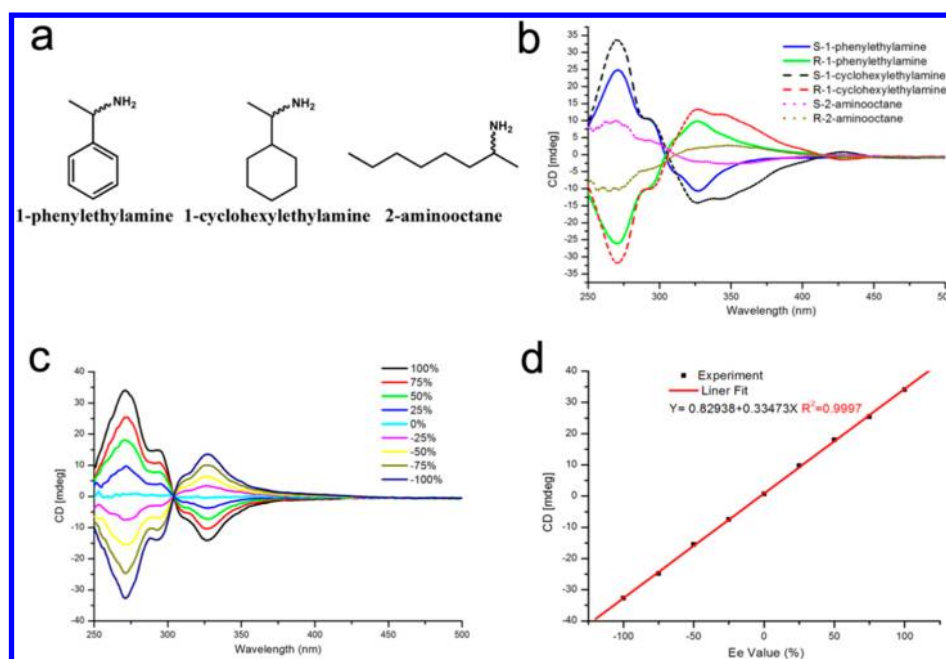 a
NH2
NH2
NH2
1-phenylethylamine 1-cyclohexylethylamine 2-aminooctane
b
S-1-phenylethylamine
R-1-phenylethylamine
S-1-cyclohexylethylamine
R-1-cyclohexylethylamine
S-2-aminooctane
R-2-aminooctane
CD [mdeg]
35
30
25
20
15
10
5
0
-5
-10
-15
-20
-25
-30
-35
250 300 350 400 450 500
Wavelength (nm)
c
100%
75%
50%
25%
0%
-25%
-50%
-75%
-100%
CD [mdeg]
40
30
20
10
0
-10
-20
-30
-40
250 300 350 400 450 500
Wavelength (nm)
d
Experiment
Liner Fit
Y= 0.82938+0.33473X R2=0.9997
CD [mdeg]
40
30
20
10
0
-10
-20
-30
-40
-100 -50 0 50 100
Ee Value (%)